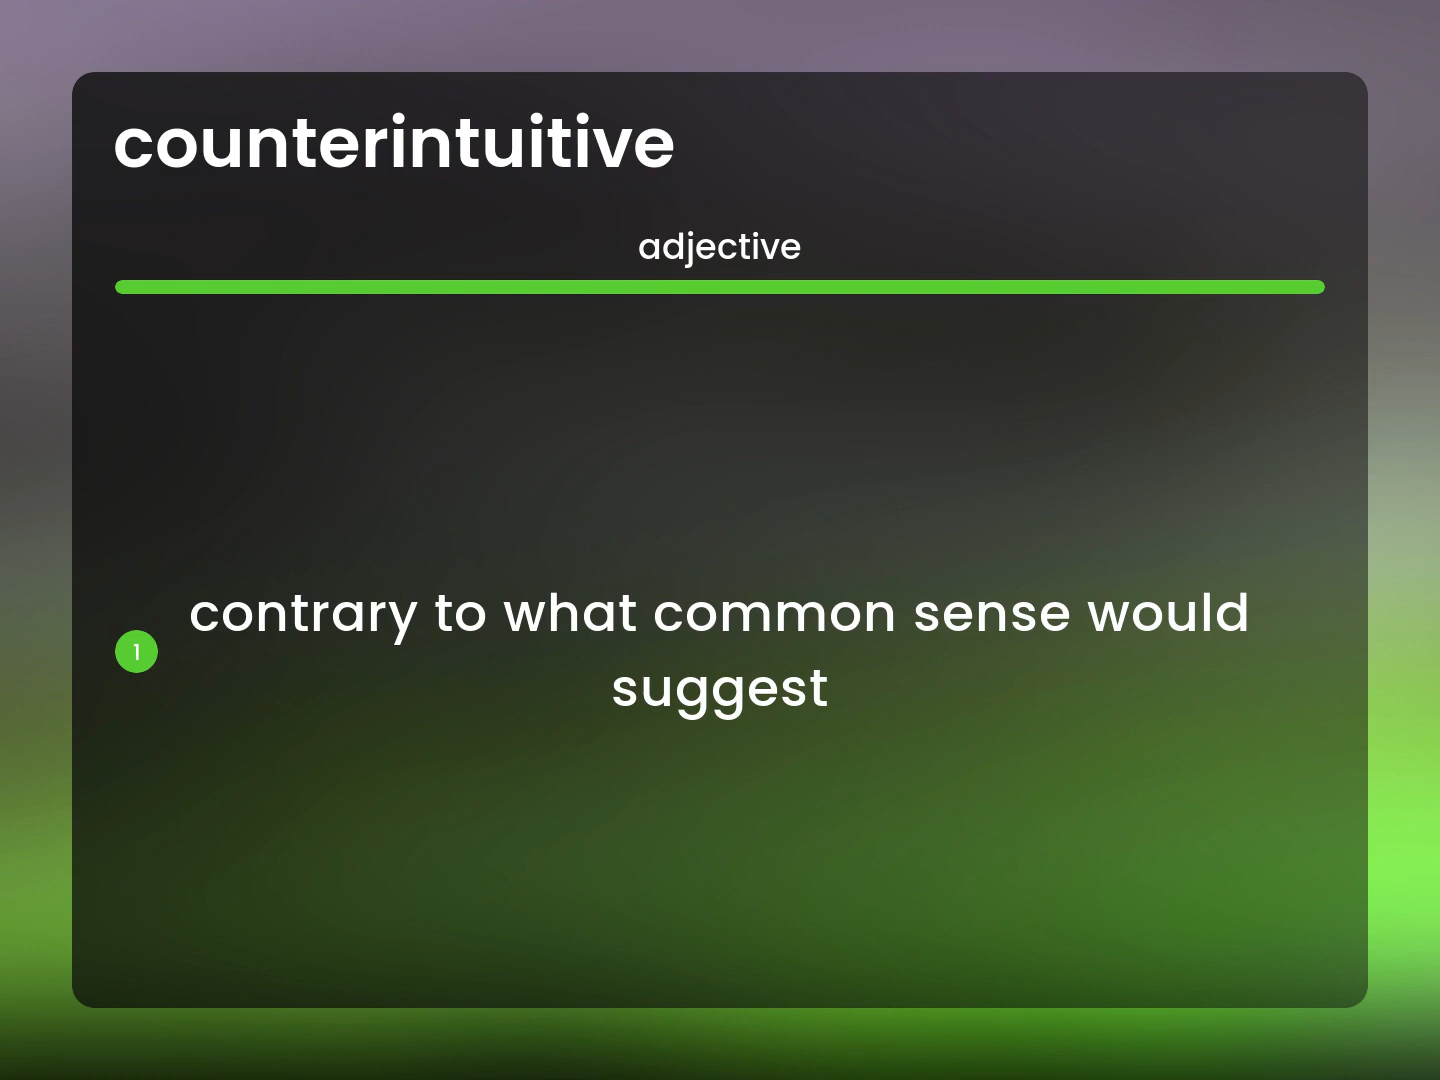 counterintuitive
adjective
1
contrary to what common sense would
suggest